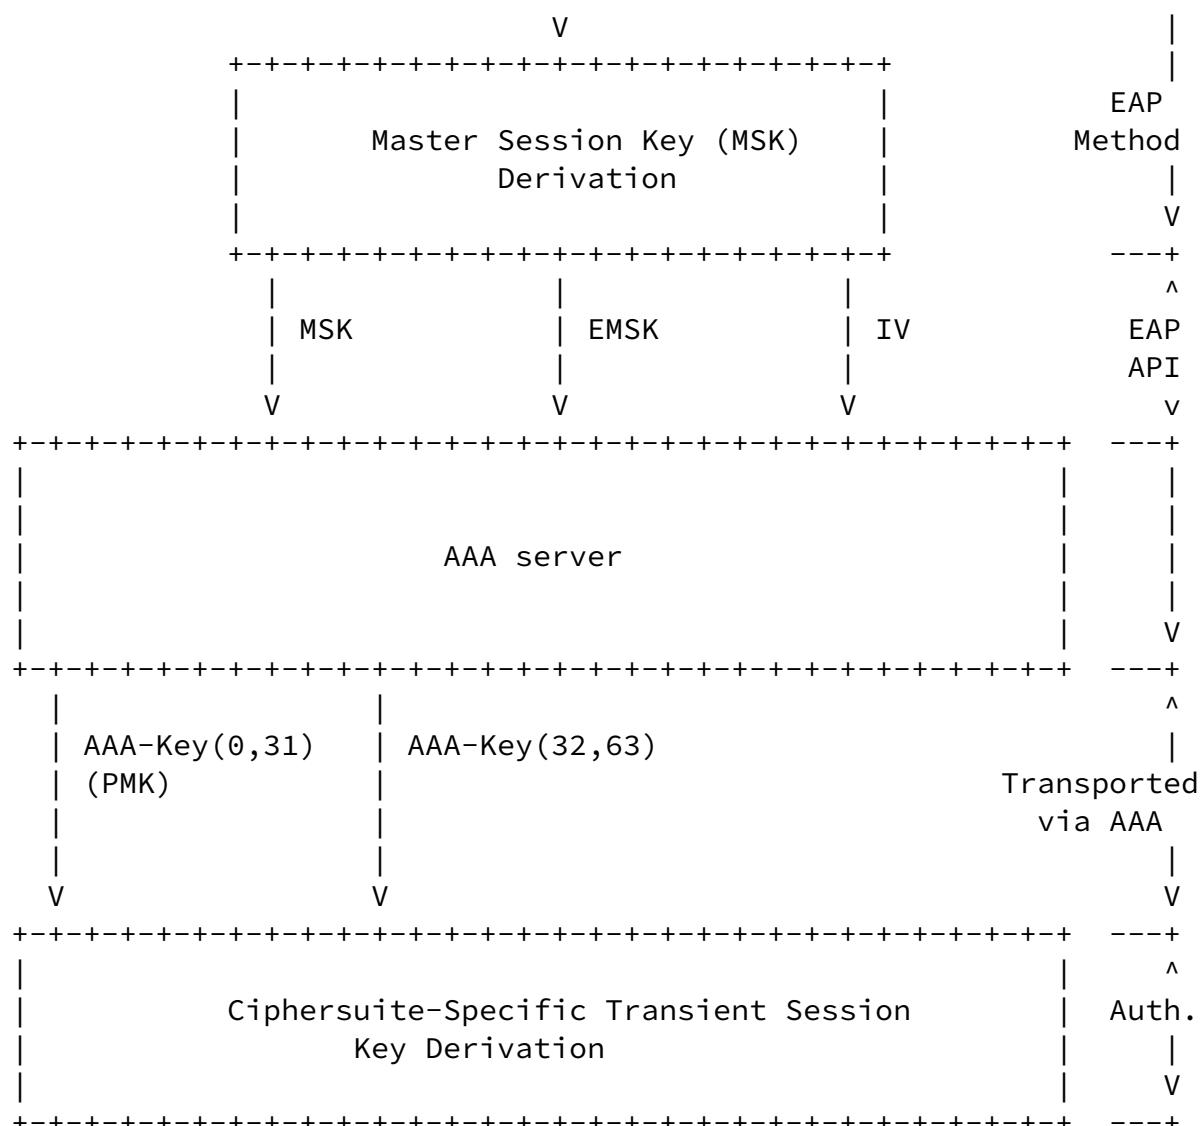 V                                 |
            +-+-+-+-+-+-+-+-+-+-+-+-+-+-+-+-+-+-+               |
            |                                   |            EAP
            |       Master Session Key (MSK)    |          Method
            |              Derivation           |               |
            |                                   |               V
            +-+-+-+-+-+-+-+-+-+-+-+-+-+-+-+-+-+-+            ---+
              |               |               |                 ^
              | MSK           | EMSK          | IV            EAP
              |               |               |               API
              V               V               V                 v
+-+-+-+-+-+-+-+-+-+-+-+-+-+-+-+-+-+-+-+-+-+-+-+-+-+-+-+-+-+  ---+
|                                                         |     |
|                                                         |     |
|                       AAA server                        |     |
|                                                         |     |
|                                                         |     V
+-+-+-+-+-+-+-+-+-+-+-+-+-+-+-+-+-+-+-+-+-+-+-+-+-+-+-+-+-+  ---+
  |                 |                                           ^
  | AAA-Key(0,31)   | AAA-Key(32,63)                            |
  | (PMK)           |                                  Transported
  |                 |                                    via AAA
  |                 |                                           |
  V                 V                                           V
+-+-+-+-+-+-+-+-+-+-+-+-+-+-+-+-+-+-+-+-+-+-+-+-+-+-+-+-+-+  ---+
|                                                         |     ^
|           Ciphersuite-Specific Transient Session        |  Auth.
|                  Key Derivation                         |     |
|                                                         |     V
+-+-+-+-+-+-+-+-+-+-+-+-+-+-+-+-+-+-+-+-+-+-+-+-+-+-+-+-+-+  ---+